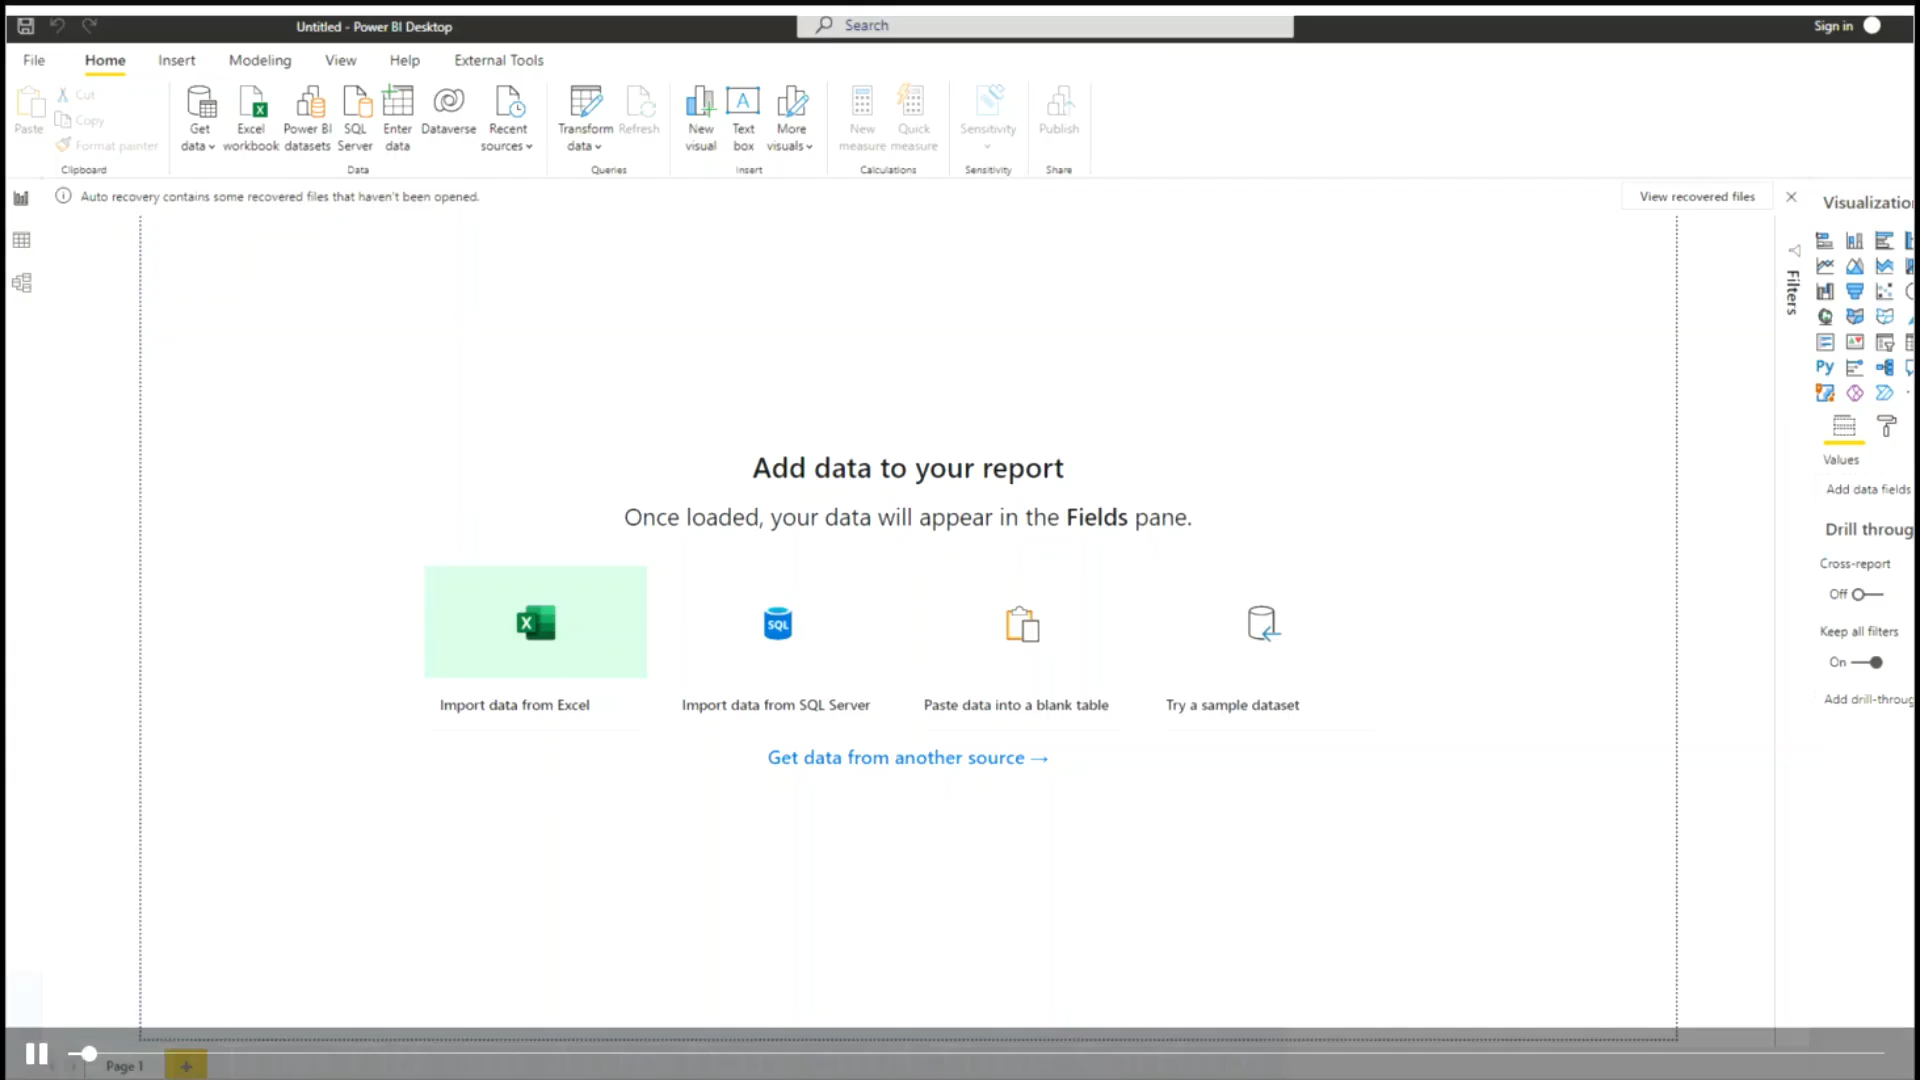 Untitled - Power BI Desktop
Search
Sign in
File
Home
Insert
Modeling
View
Help
External Tools
Paste
Cut
Copy
Format painter
Clipboard
Get data
Excel workbook
Power BI datasets
SQL Server
Enter data
Dataverse
Recent sources
Data
Transform data
Refresh
Queries
New visual
A
Text box
More visuals
Insert
New measure
Quick measure
Calculations
Sensitivity
Sensitivity
Publish
Share
Auto recovery contains some recovered files that haven't been opened.
View recovered files
Add data to your report
Once loaded, your data will appear in the Fields pane.
X
SQL
Import data from Excel
Import data from SQL Server
Paste data into a blank table
Try a sample dataset
Get data from another source →
Filters
Visualization
Py
Values
Add data fields
Drill throug
Cross-report
Off
Keep all filters
On
Add drill-throug
Page 1
+